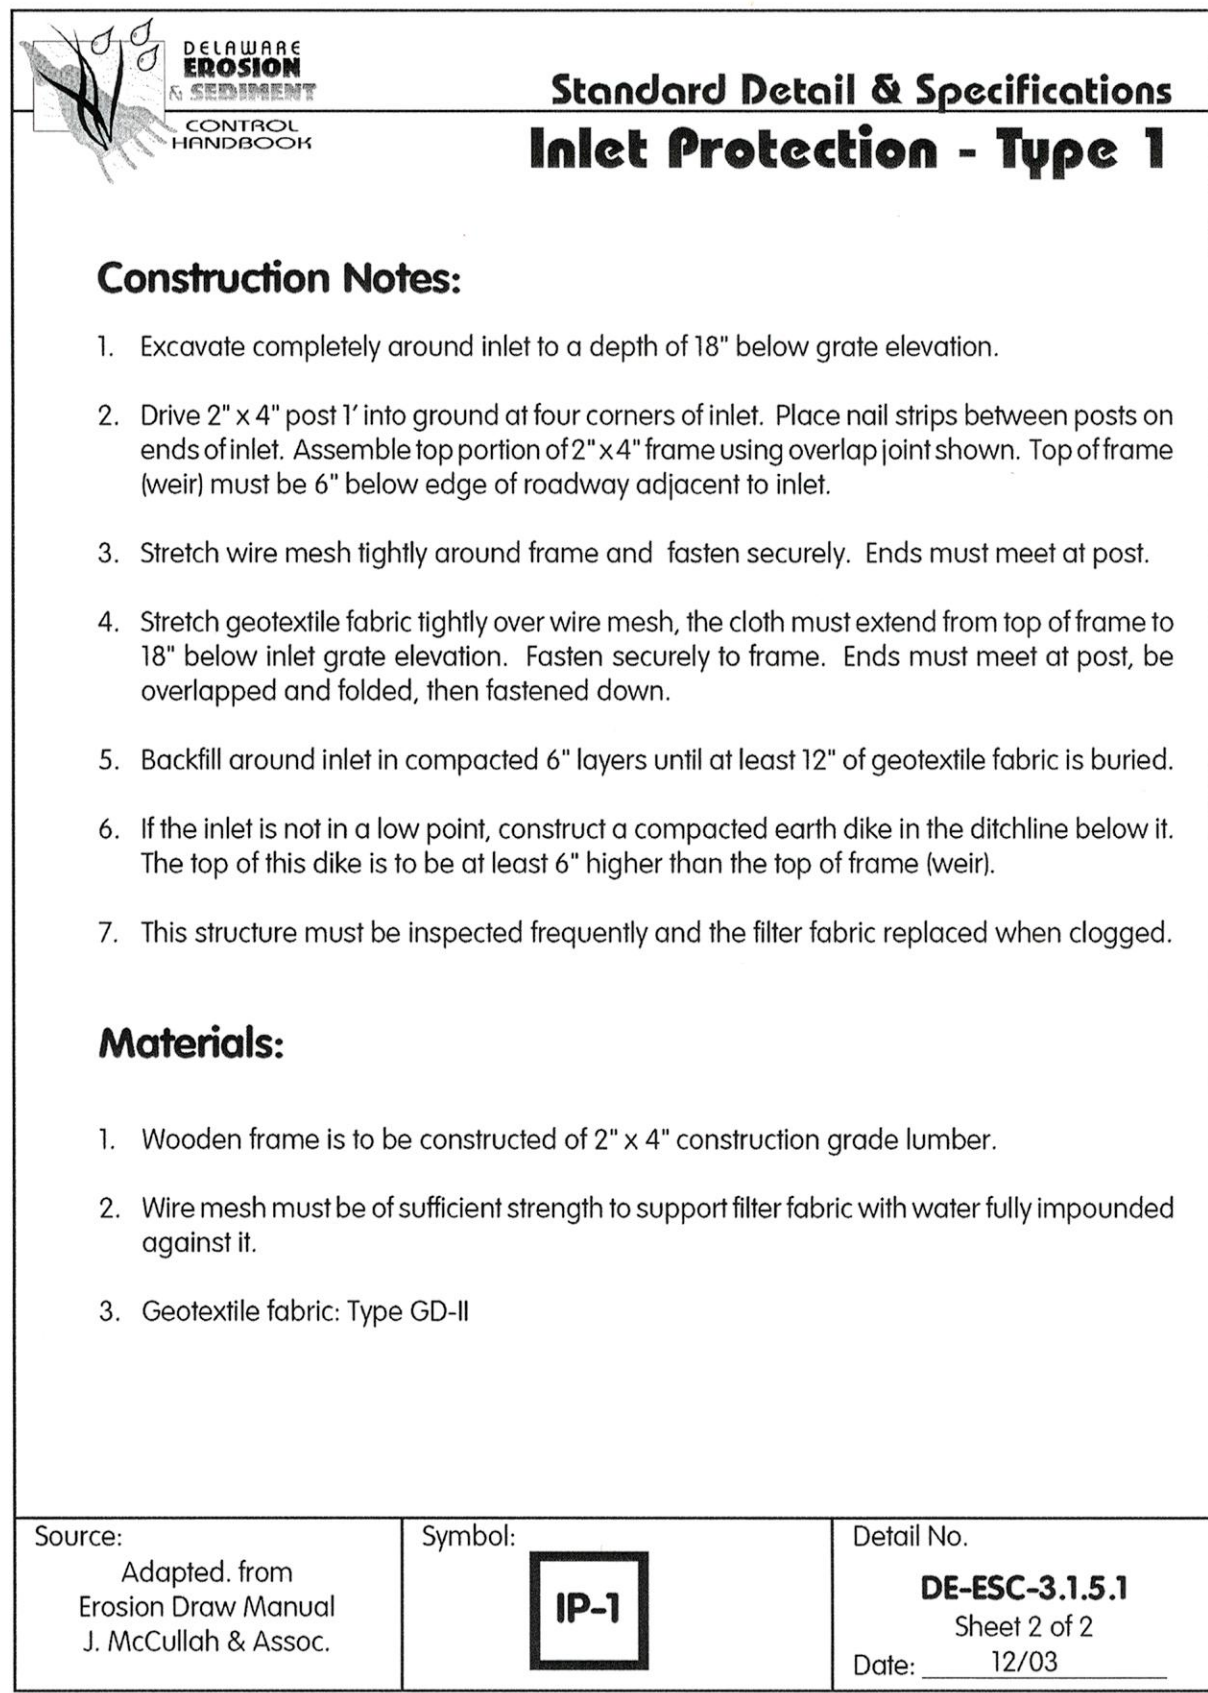 DELAWARE
EROSION
& SEDIMENT
CONTROL
HANDBOOK
Standard Detail & Specifications
Inlet Protection - Type 1
Construction Notes:
1. Excavate completely around inlet to a depth of 18" below grate elevation.
2. Drive 2" x 4" post 1' into ground at four corners of inlet. Place nail strips between posts on
ends of inlet. Assemble top portion of 2" x 4" frame using overlap joint shown. Top of frame
(weir) must be 6" below edge of roadway adjacent to inlet.
3. Stretch wire mesh tightly around frame and fasten securely. Ends must meet at post.
4. Stretch geotextile fabric tightly over wire mesh, the cloth must extend from top of frame to
18" below inlet grate elevation. Fasten securely to frame. Ends must meet at post, be
overlapped and folded, then fastened down.
5. Backfill around inlet in compacted 6" layers until at least 12" of geotextile fabric is buried.
6. If the inlet is not in a low point, construct a compacted earth dike in the ditchline below it.
The top of this dike is to be at least 6" higher than the top of frame (weir).
7. This structure must be inspected frequently and the filter fabric replaced when clogged.
Materials:
1. Wooden frame is to be constructed of 2" x 4" construction grade lumber.
2. Wire mesh must be of sufficient strength to support filter fabric with water fully impounded
against it.
3. Geotextile fabric: Type GD-II
Source:
Adapted. from
Erosion Draw Manual
J. McCullah & Assoc.
Symbol:
IP-1
Detail No.
DE-ESC-3.1.5.1
Sheet 2 of 2
Date: 12/03